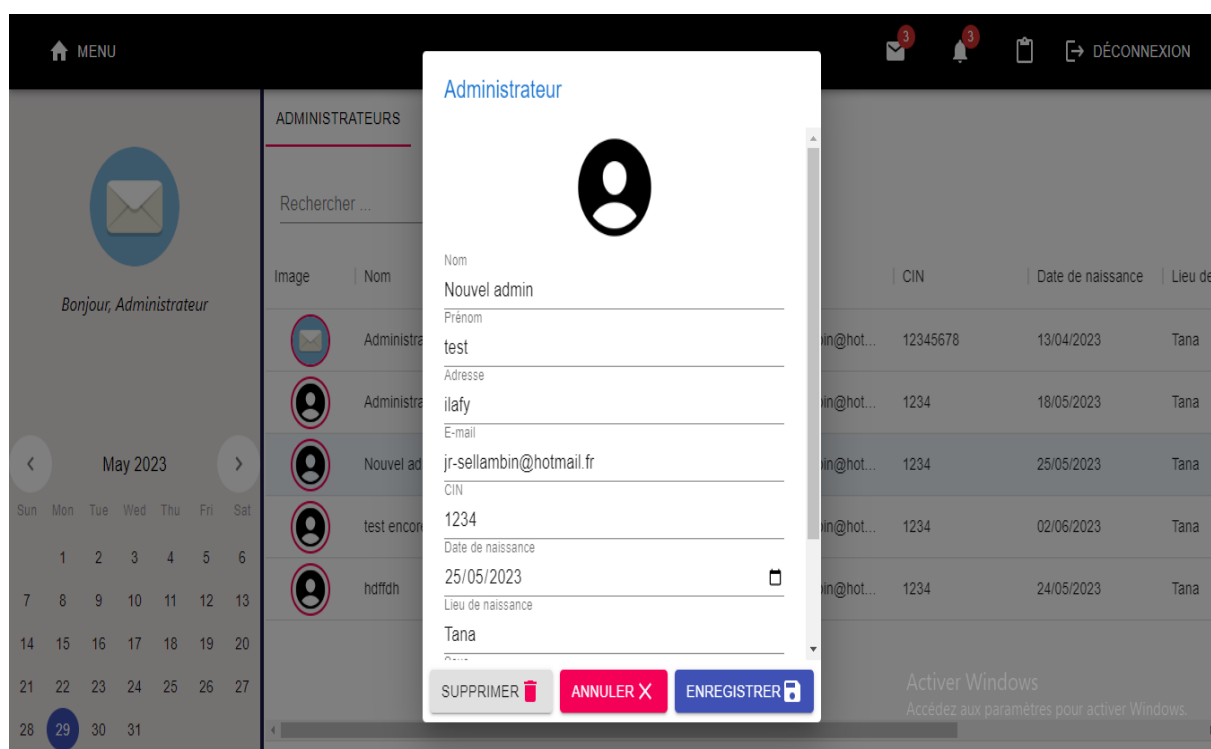 MENU
3
3
DÉCONNEXION
Bonjour, Administrateur
May 2023
Sun Mon Tue Wed Thu Fri Sat
1 2 3 4 5 6
7 8 9 10 11 12 13
14 15 16 17 18 19 20
21 22 23 24 25 26 27
28 29 30 31
ADMINISTRATEURS
Rechercher ...
Image Nom CIN Date de naissance Lieu de
Administra bin@hot... 12345678 13/04/2023 Tana
Administra bin@hot... 1234 18/05/2023 Tana
Nouvel ad bin@hot... 1234 25/05/2023 Tana
test encore bin@hot... 1234 02/06/2023 Tana
hdffdh bin@hot... 1234 24/05/2023 Tana
Administrateur
Nom
Nouvel admin
Prénom
test
Adresse
ilafy
E-mail
jr-sellambin@hotmail.fr
CIN
1234
Date de naissance
25/05/2023
Lieu de naissance
Tana
SUPPRIMER ANNULER X ENREGISTRER
Activer Windows
Accédez aux paramètres pour activer Windows.